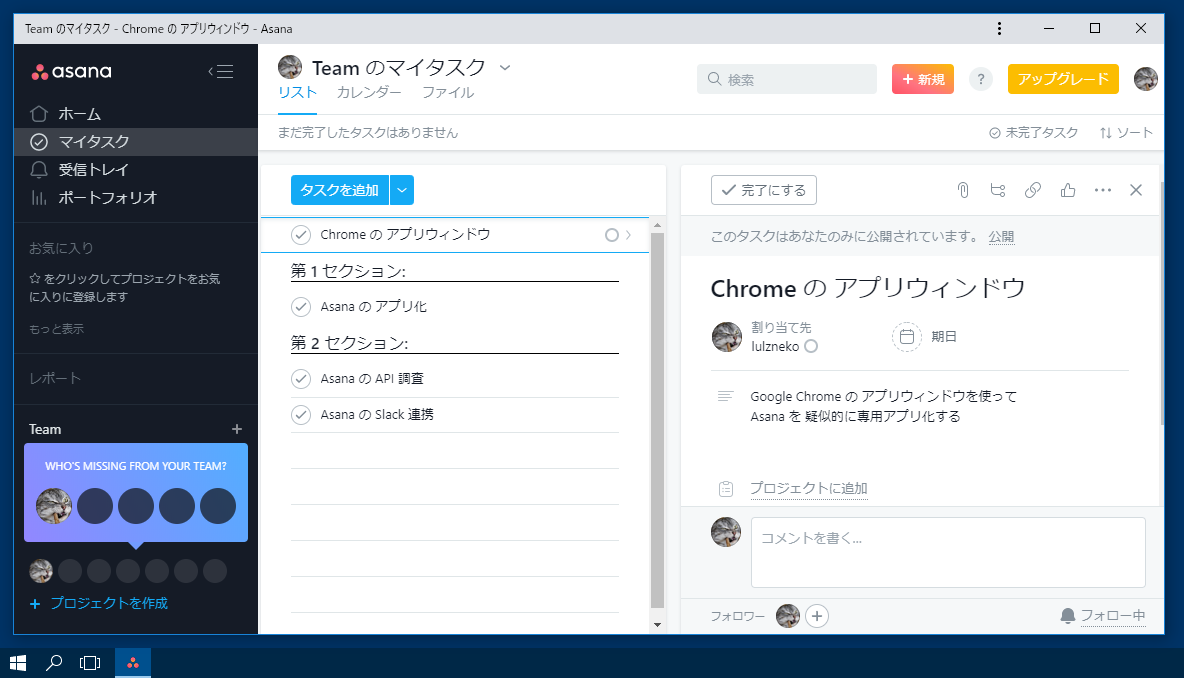 Team のマイタスク - Chrome の アプリウィンドウ - Asana
asana
ホーム
マイタスク
受信トレイ
ポートフォリオ
お気に入り
☆ をクリックしてプロジェクトをお気
に入りに登録します
もっと表示
レポート
Team
WHO'S MISSING FROM YOUR TEAM?
+ プロジェクトを作成
Team のマイタスク
リスト カレンダー ファイル
検索
+ 新規
?
アップグレード
まだ完了したタスクはありません
未完了タスク
ソート
タスクを追加
Chrome の アプリウィンドウ
第 1 セクション:
Asana の アプリ化
第 2 セクション:
Asana の API 調査
Asana の Slack 連携
完了にする
このタスクはあなたのみに公開されています。 公開
Chrome の アプリウィンドウ
割り当て先
lulzneko
期日
Google Chrome の アプリウィンドウを使って
Asana を 疑似的に専用アプリ化する
プロジェクトに追加
コメントを書く...
フォロワー
フォロー中